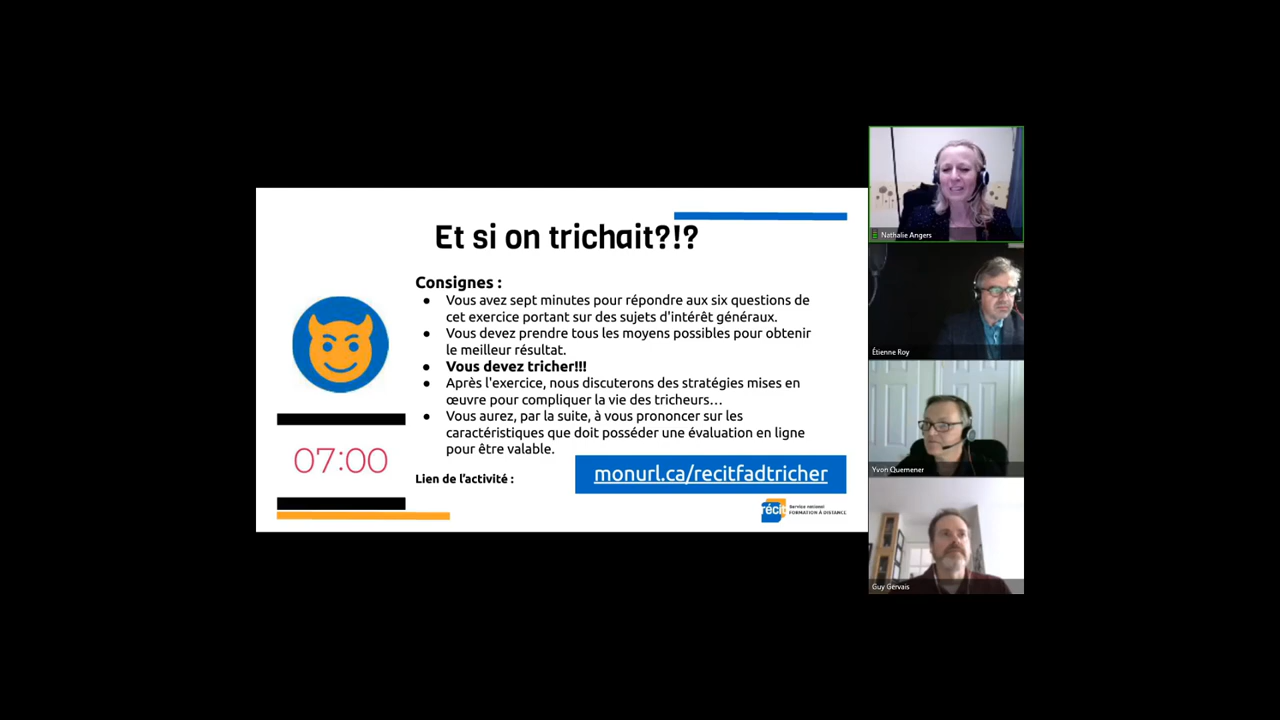 Et si on trichait?!?
Consignes :
● Vous avez sept minutes pour répondre aux six questions de
cet exercice portant sur des sujets d'intérêt généraux.
● Vous devez prendre tous les moyens possibles pour obtenir
le meilleur résultat.
● Vous devez tricher!!!
● Après l'exercice, nous discuterons des stratégies mises en
œuvre pour compliquer la vie des tricheurs…
● Vous aurez, par la suite, à vous prononcer sur les
caractéristiques que doit posséder une évaluation en ligne
pour être valable.
07:00
Lien de l'activité :
monurl.ca/recitfadtricher
récit
Service national
FORMATION À DISTANCE
Nathalie Angers
Étienne Roy
Yvon Quemener
Guy Gervais